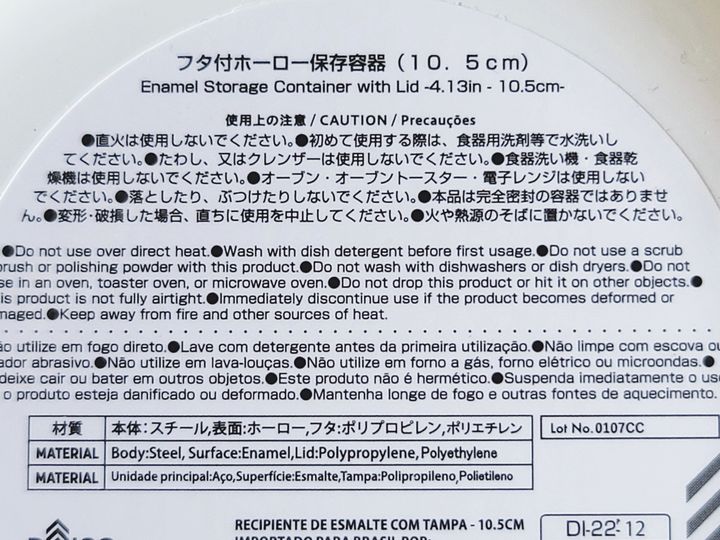 フタ付ホーロー保存容器（10．5cm）
Enamel Storage Container with Lid -4.13in - 10.5cm-
使用上の注意 / CAUTION / Precauções
●直火は使用しないでください。●初めて使用する際は、食器用洗剤等で水洗いし
てください。●たわし、又はクレンザーは使用しないでください。●食器洗い機・食器乾
燥機は使用しないでください。●オーブン・オーブントースター・電子レンジは使用しない
でください。●落としたり、ぶつけたりしないでください。●本品は完全密封の容器ではありませ
ん。●変形・破損した場合、直ちに使用を中止してください。●火や熱源のそばに置かないでください。
●Do not use over direct heat.●Wash with dish detergent before first usage.●Do not use a scrub
brush or polishing powder with this product.●Do not wash with dishwashers or dish dryers.●Do not
se in an oven, toaster oven, or microwave oven.●Do not drop this product or hit it on other objects.●
is product is not fully airtight.●Immediately discontinue use if the product becomes deformed or
maged.●Keep away from fire and other sources of heat.
ão utilize em fogo direto.●Lave com detergente antes da primeira utilização.●Não limpe com escova ou
ador abrasivo.●Não utilize em lava-louças.●Não utilize em forno a gás, forno elétrico ou microondas.●
deixe cair ou bater em outros objetos.●Este produto não é hermético.●Suspenda imediatamente o uso
o produto esteja danificado ou deformado.●Mantenha longe de fogo e outras fontes de aquecimento.
材質 本体：スチール,表面：ホーロー,フタ：ポリプロピレン,ポリエチレン
Lot No. 0107CC
MATERIAL Body:Steel, Surface:Enamel,Lid:Polypropylene, Polyethylene
MATERIAL Unidade principal:Aço,Superfície:Esmalte,Tampa:Polipropileno,Polietileno
RECIPIENTE DE ESMALTE COM TAMPA - 10.5CM
DI-22'- 12
IMPORTADO PARA BRASIL POR: